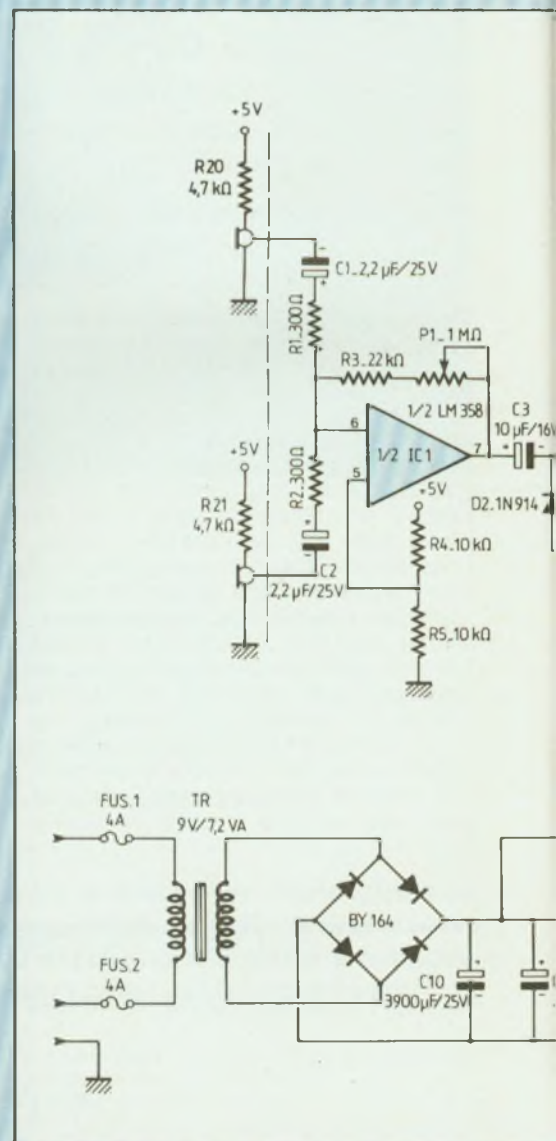 +5V
R20
4,7 kΩ
C1_2,2 µF/25V
R1_300Ω
P1_1 MΩ
R3_22 kΩ
1/2 LM 358
C3
10 µF/16V
6
1/2 IC1
7
5
+5V
R2_300Ω
+5V
D2_1N 914
R21
4,7 kΩ
R4_10 kΩ
C2
2,2 µF/25V
R5_10 kΩ
FUS.1
4A
TR
9V/7,2 VA
BY 164
FUS.2
4A
C10
3900µF/25V